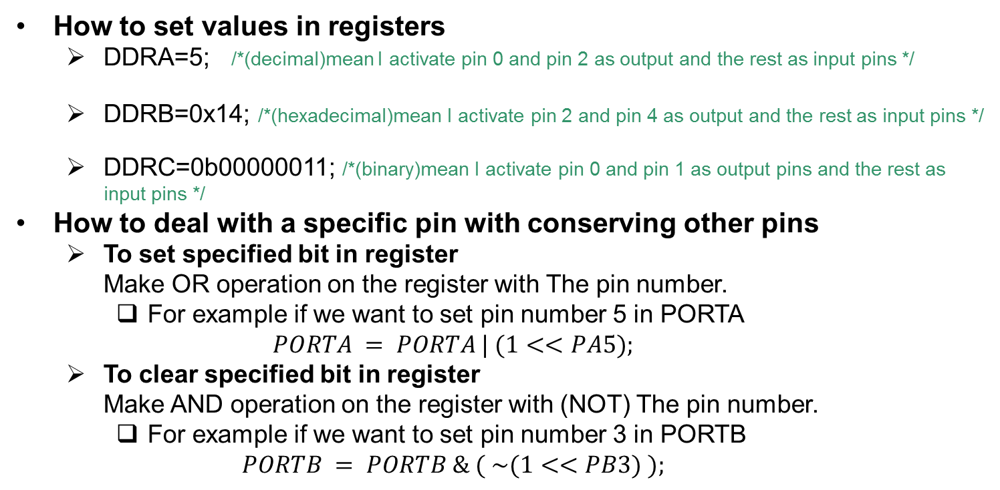 • How to set values in registers
➢ DDRA=5; /*(decimal)mean I activate pin 0 and pin 2 as output and the rest as input pins */
➢ DDRB=0x14; /*(hexadecimal)mean I activate pin 2 and pin 4 as output and the rest as input pins */
➢ DDRC=0b00000011; /*(binary)mean I activate pin 0 and pin 1 as output pins and the rest as
input pins */
• How to deal with a specific pin with conserving other pins
➢ To set specified bit in register
Make OR operation on the register with The pin number.
❑ For example if we want to set pin number 5 in PORTA
PORTA = PORTA | (1 << PA5);
➢ To clear specified bit in register
Make AND operation on the register with (NOT) The pin number.
❑ For example if we want to set pin number 3 in PORTB
PORTB = PORTB & ( ~(1 << PB3) );